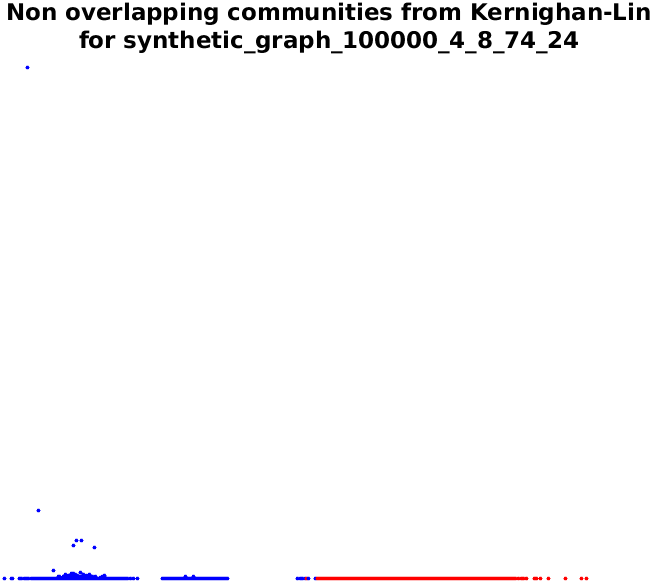 Non overlapping communities from Kernighan-Lin
for synthetic_graph_100000_4_8_74_24